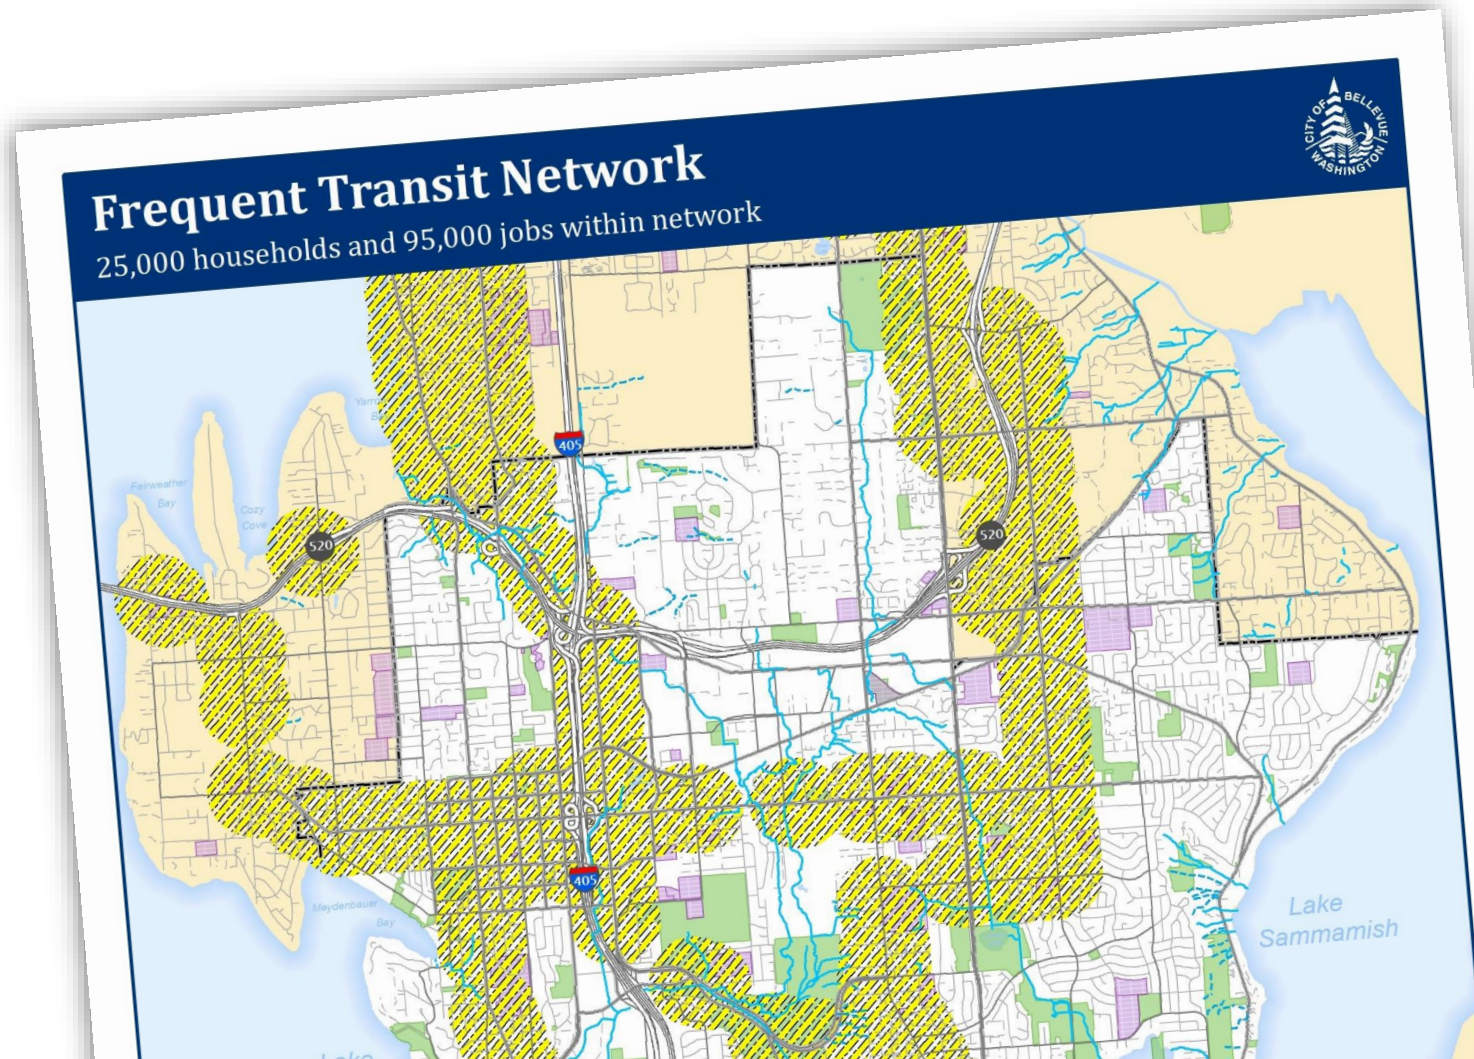 CITY OF BELLEVUE
WASHINGTON
Frequent Transit Network
25,000 households and 95,000 jobs within network
405
Fairweather
Bay
Cozy
Cove
520
520
405
Meydenbauer
Bay
Lake
Sammamish
Lake